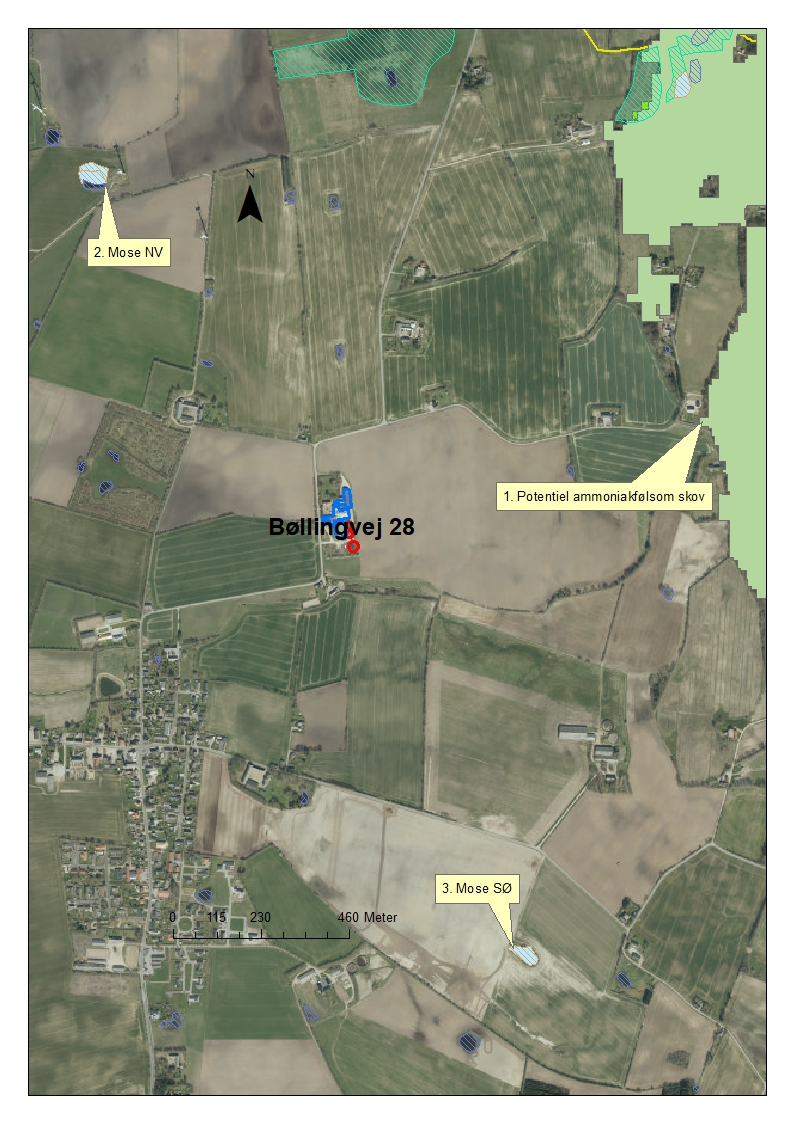 N
2. Mose NV
1. Potentiel ammoniakfølsom skov
Bøllingvej 28
3. Mose SØ
0 115 230 460 Meter